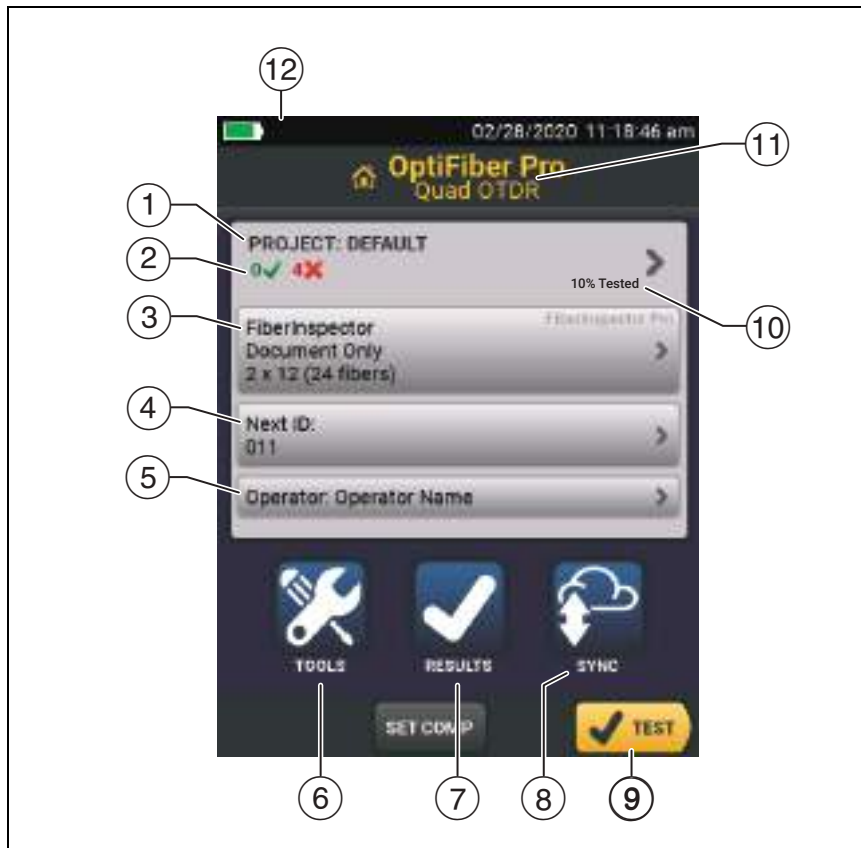 12
02/28/2020 11:18:46 am
OptiFiber Pro
11
Quad OTDR
1
PROJECT: DEFAULT
2
0 4
10% Tested
10
3
FiberInspector Pro
FiberInspector
Document Only
2 x 12 (24 fibers)
4
Next ID:
011
5
Operator: Operator Name
TOOLS
RESULTS
SYNC
SET COMP
TEST
6
7
8
9